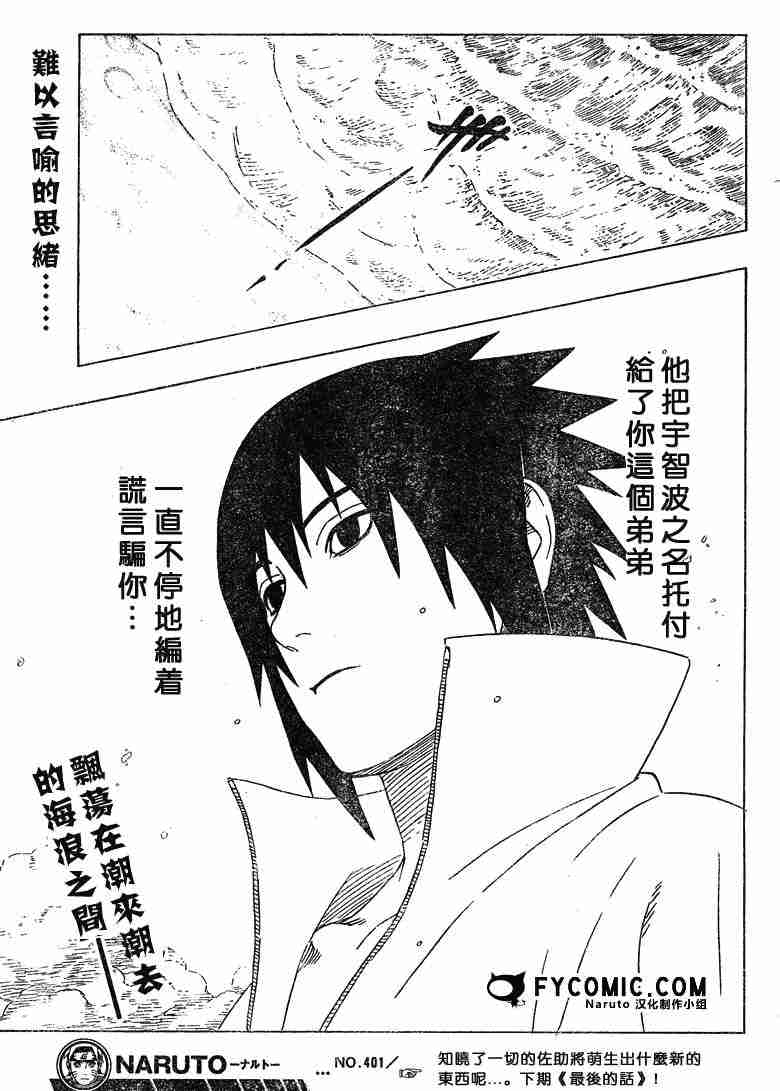 難以言喻的思緒……
他把宇智波之名托付
給了你這個弟弟
一直不停地編着
謊言騙你…
飄蕩在潮來潮去
的海浪之間——
FYCOMIC.COM
Naruto 汉化制作小组
NARUTO
ーナルトー
…
NO.401/
☞
知曉了一切的佐助將萌生出什麼新的
東西呢…。下期《最後的話》!